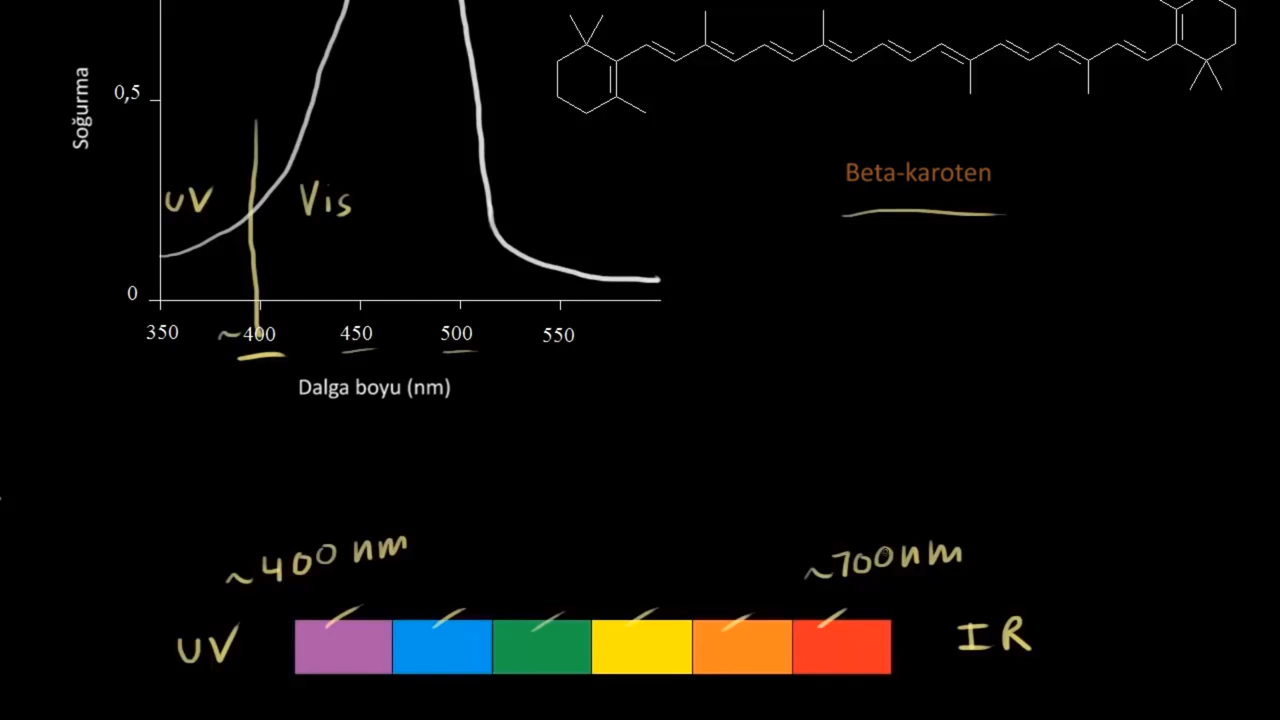 0,5
Soğurma
UV Vis
Beta-karoten
0
350 ~400 450 500 550
Dalga boyu (nm)
~400 nm
~700nm
UV
IR